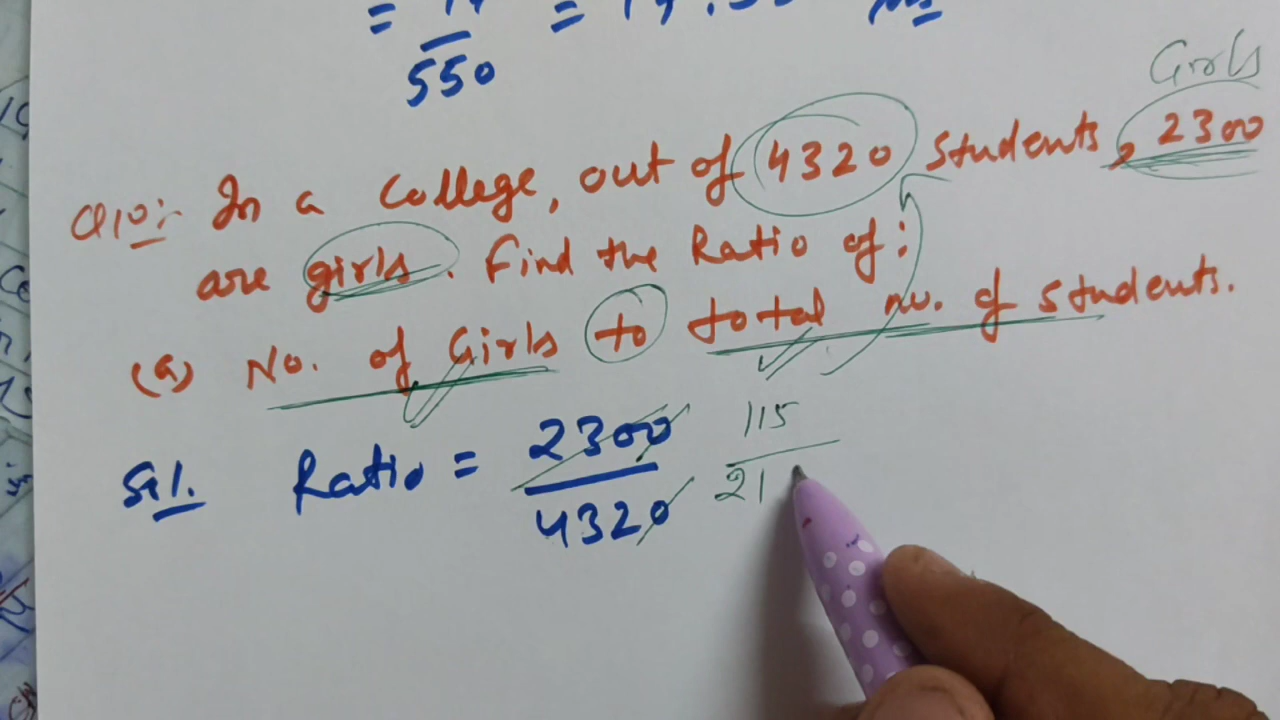 = 550 =
Girls
Q10:- In a College, out of 4320 students, 2300
are girls. Find the Ratio of:
(a) No. of Girls to total no. of students.
Sol. Ratio = 2300/4320 115/21